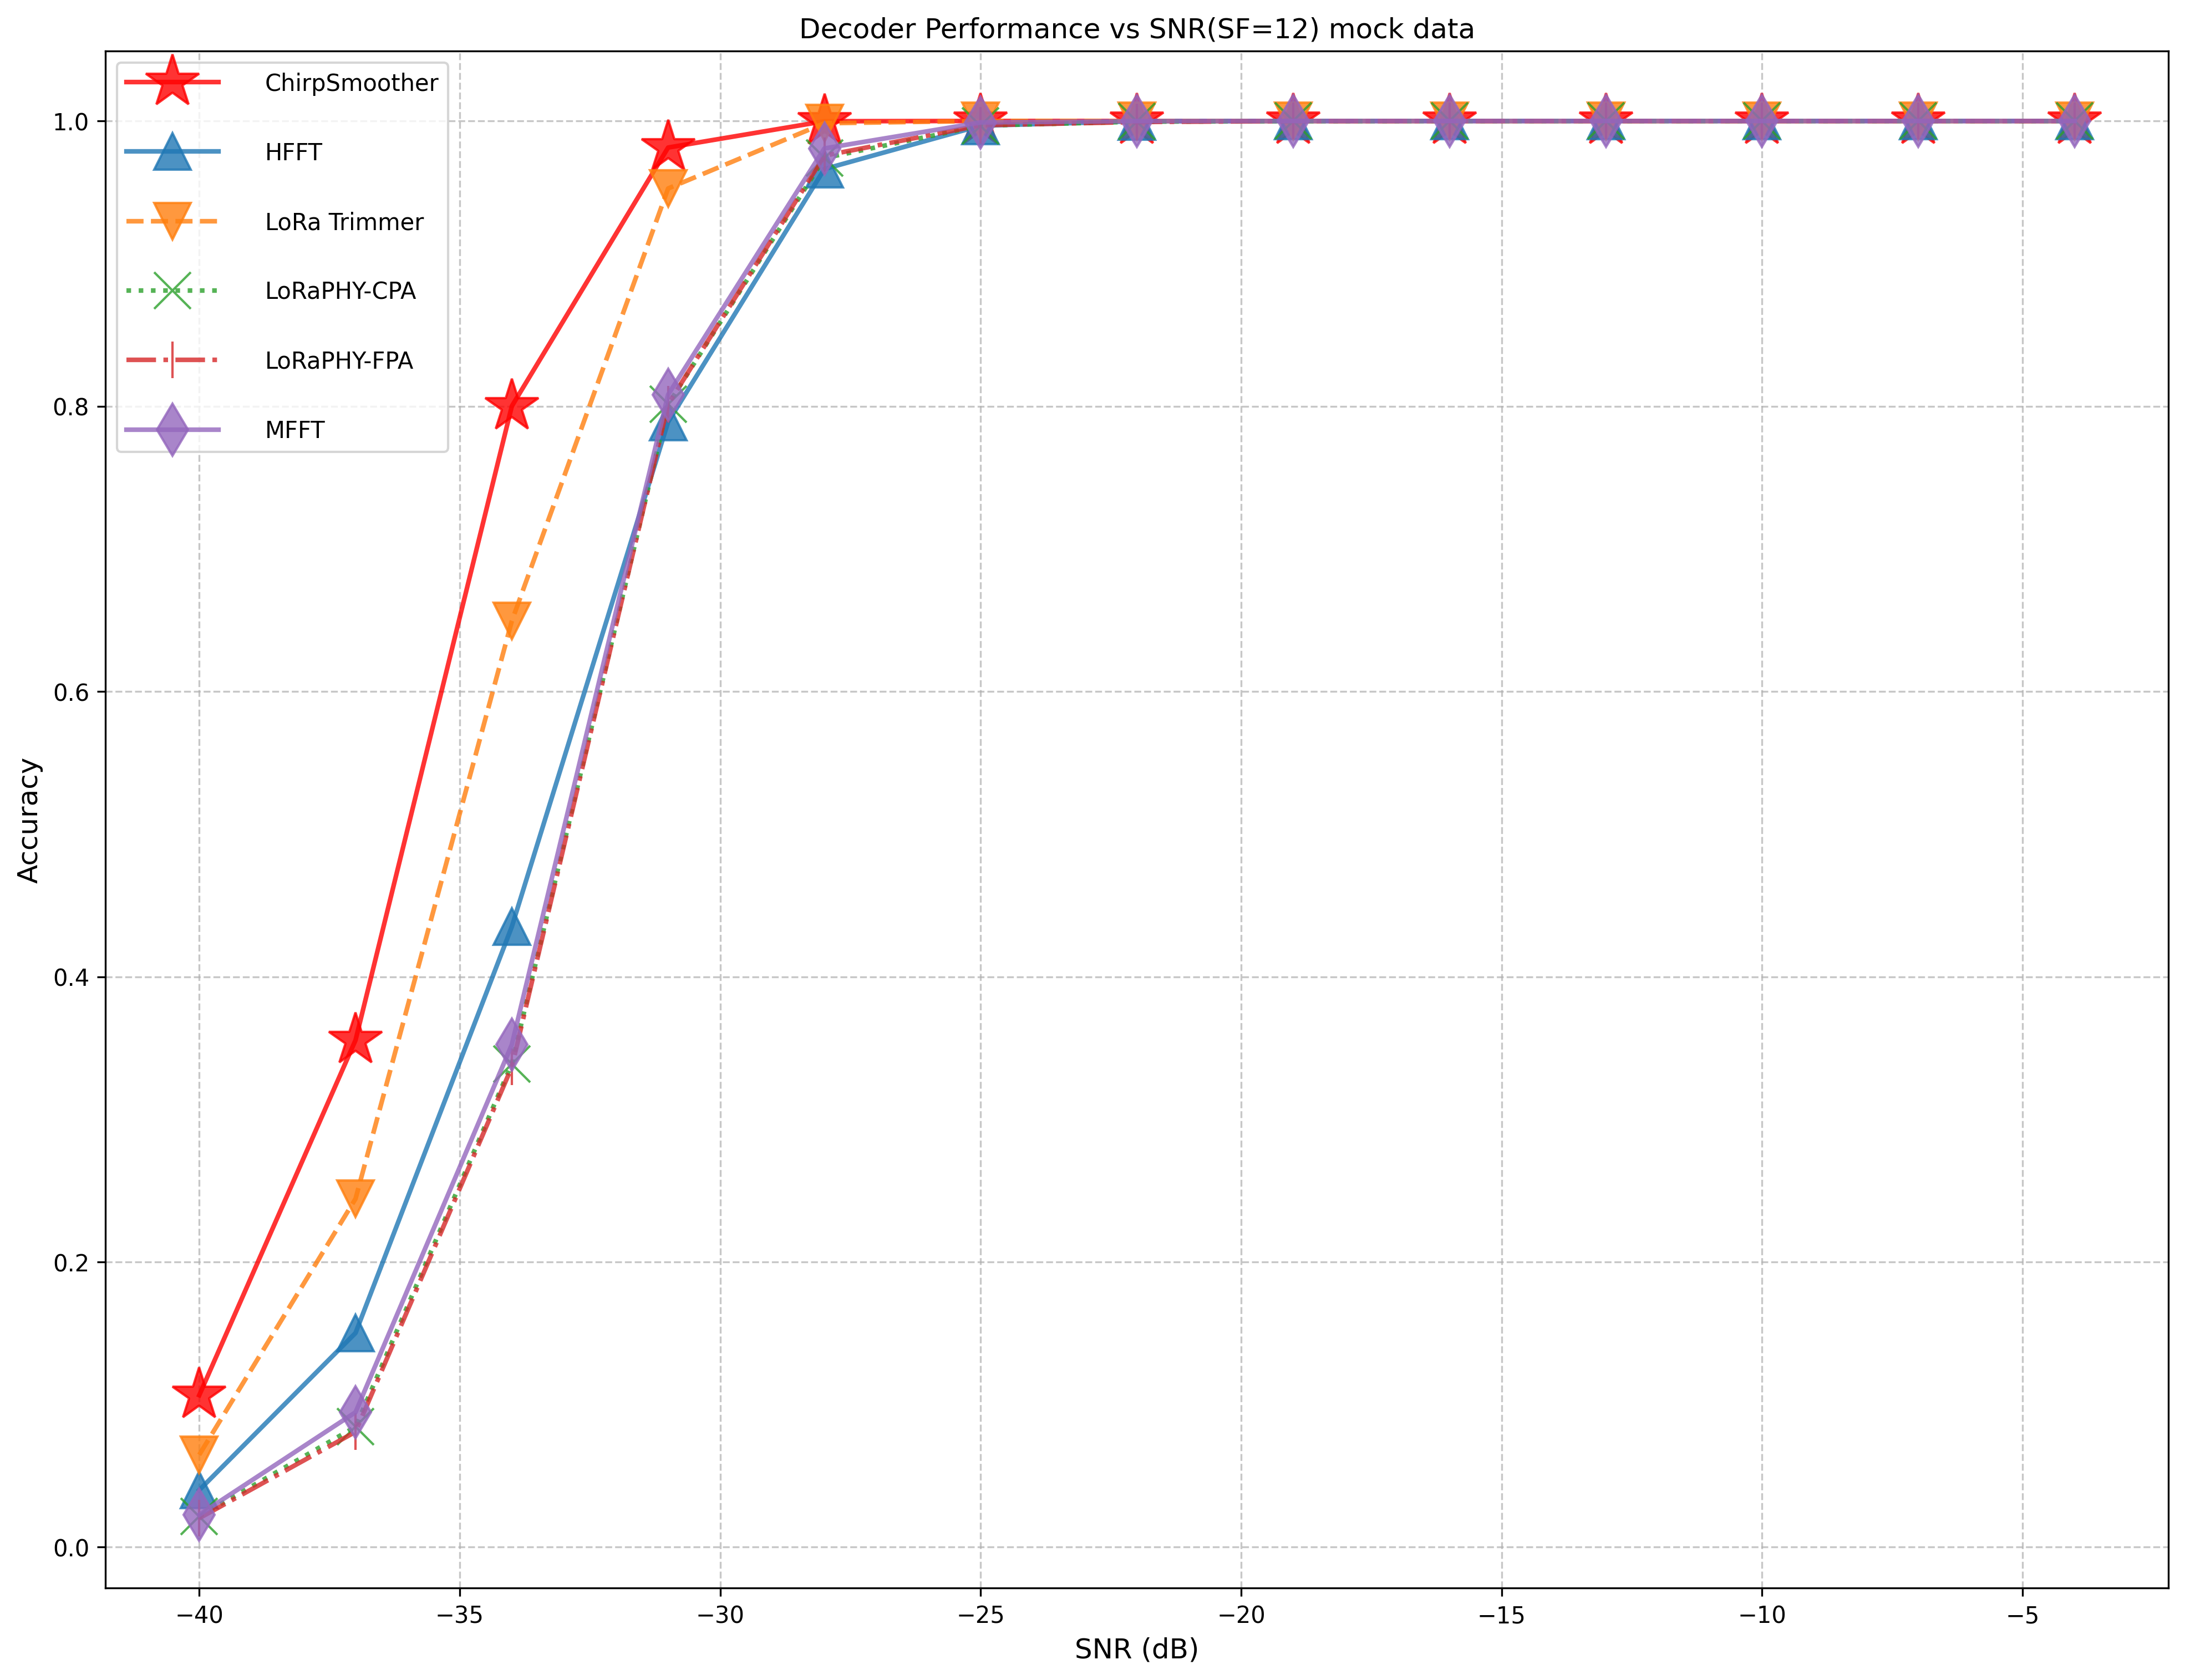 Decoder Performance vs SNR(SF=12) mock data
ChirpSmoother
HFFT
LoRa Trimmer
LoRaPHY-CPA
LoRaPHY-FPA
MFFT
1.0
0.8
0.6
0.4
0.2
0.0
Accuracy
−40 −35 −30 −25 −20 −15 −10 −5
SNR (dB)